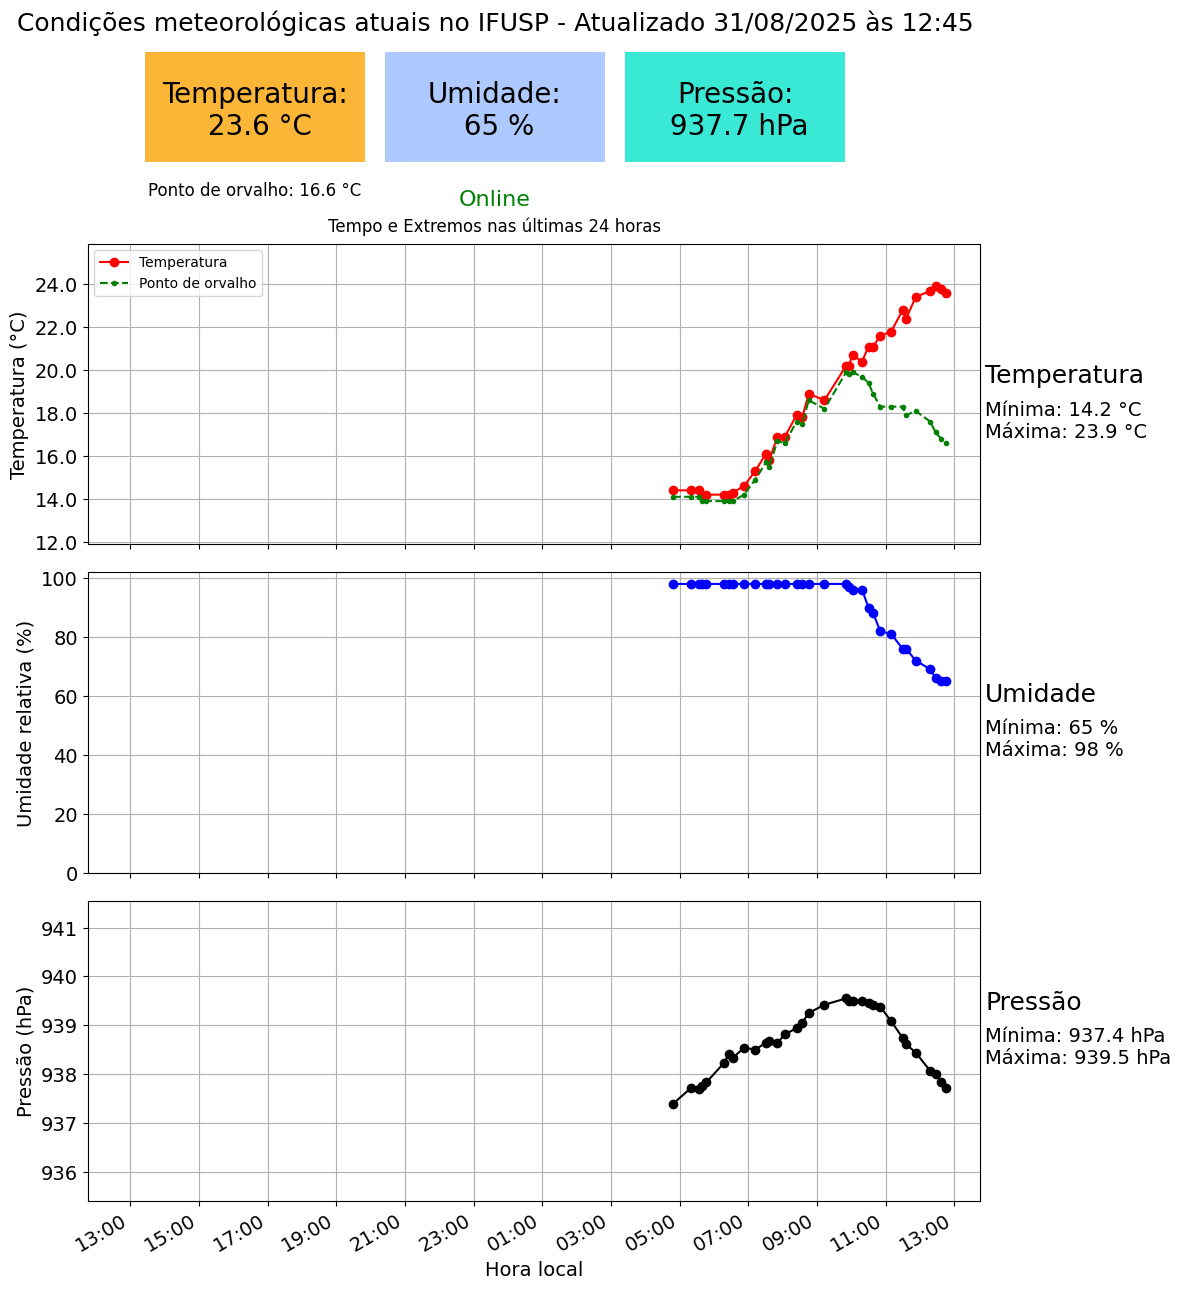 Condições meteorológicas atuais no IFUSP - Atualizado 31/08/2025 às 12:45
Temperatura:
23.6 °C
Umidade:
65 %
Pressão:
937.7 hPa
Ponto de orvalho: 16.6 °C
Online
Tempo e Extremos nas últimas 24 horas
Temperatura
Ponto de orvalho
Temperatura (°C)
24.0
22.0
20.0
18.0
16.0
14.0
12.0
Temperatura
Mínima: 14.2 °C
Máxima: 23.9 °C
Umidade relativa (%)
100
80
60
40
20
0
Umidade
Mínima: 65 %
Máxima: 98 %
Pressão (hPa)
941
940
939
938
937
936
Pressão
Mínima: 937.4 hPa
Máxima: 939.5 hPa
13:00 15:00 17:00 19:00 21:00 23:00 01:00 03:00 05:00 07:00 09:00 11:00 13:00
Hora local